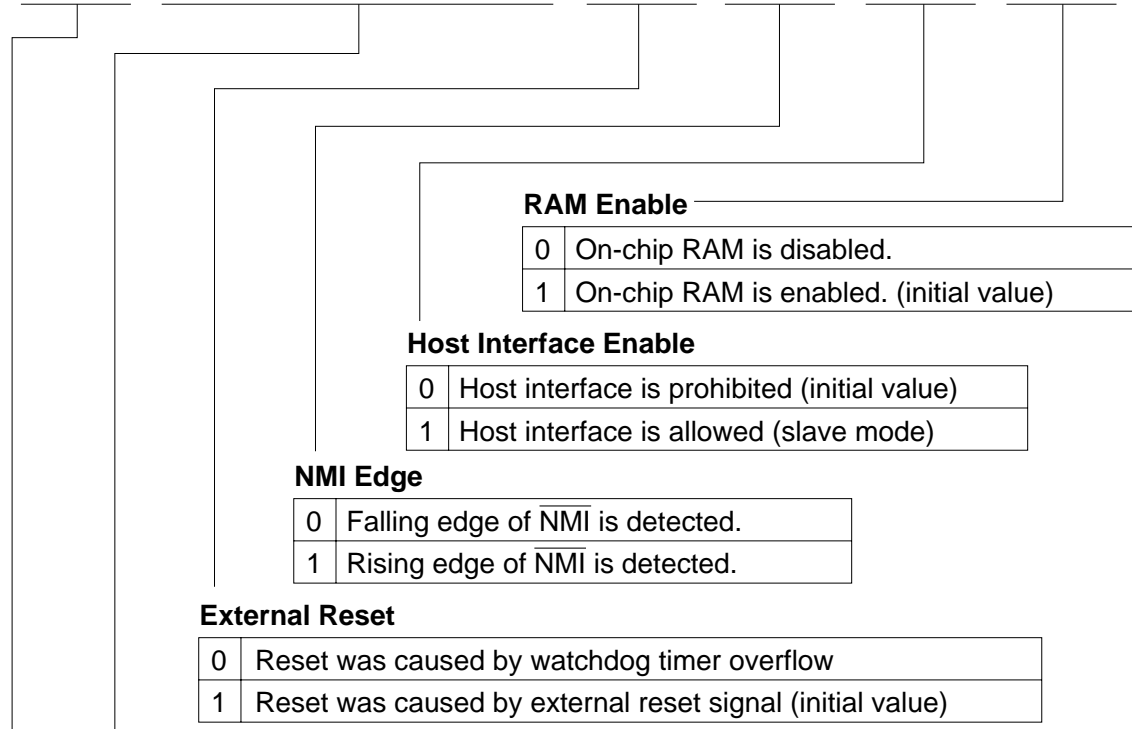 RAM Enable
0 On-chip RAM is disabled.
1 On-chip RAM is enabled. (initial value)
Host Interface Enable
0 Host interface is prohibited (initial value)
1 Host interface is allowed (slave mode)
NMI Edge
0 Falling edge of N̅M̅I̅ is detected.
1 Rising edge of N̅M̅I̅ is detected.
External Reset
0 Reset was caused by watchdog timer overflow
1 Reset was caused by external reset signal (initial value)